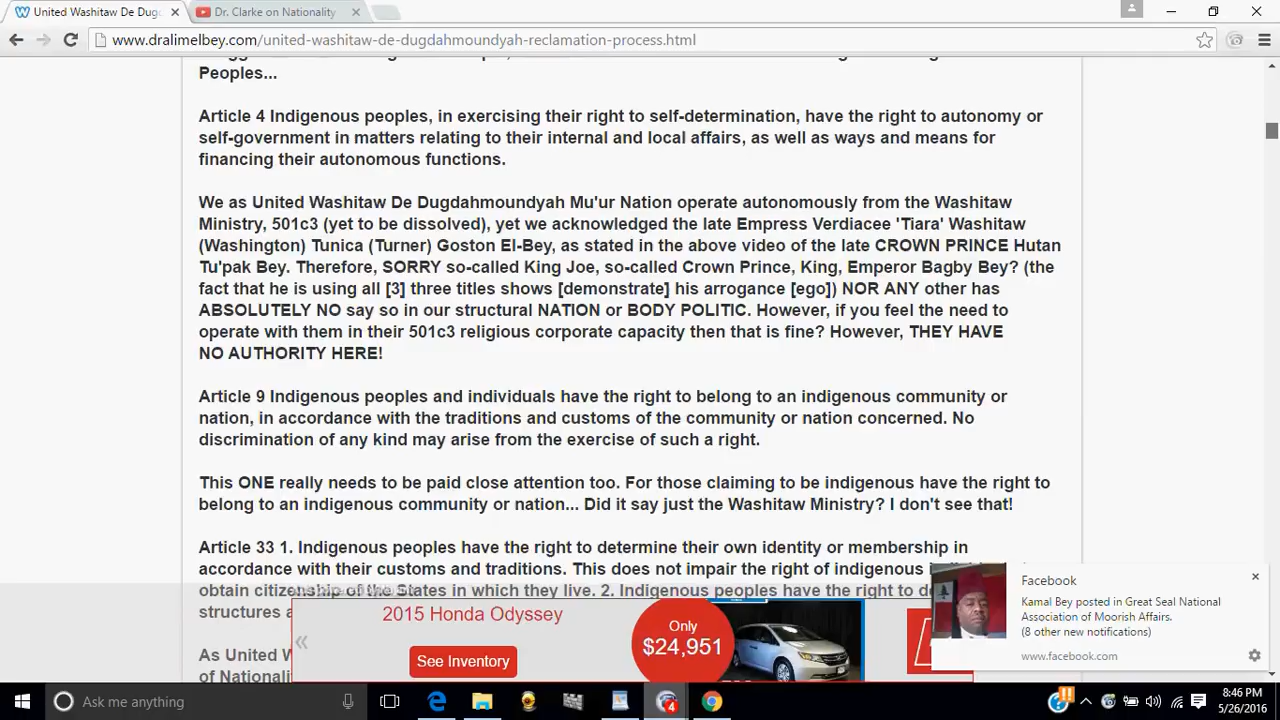 United Washitaw De Dugd
Dr. Clarke on Nationality
www.dralimelbey.com/united-washitaw-de-dugdahmoundyah-reclamation-process.html
Peoples...
Article 4 Indigenous peoples, in exercising their right to self-determination, have the right to autonomy or
self-government in matters relating to their internal and local affairs, as well as ways and means for
financing their autonomous functions.
We as United Washitaw De Dugdahmoundyah Mu'ur Nation operate autonomously from the Washitaw
Ministry, 501c3 (yet to be dissolved), yet we acknowledged the late Empress Verdiacee 'Tiara' Washitaw
(Washington) Tunica (Turner) Goston El-Bey, as stated in the above video of the late CROWN PRINCE Hutan
Tu'pak Bey. Therefore, SORRY so-called King Joe, so-called Crown Prince, King, Emperor Bagby Bey? (the
fact that he is using all [3] three titles shows [demonstrate] his arrogance [ego]) NOR ANY other has
ABSOLUTELY NO say so in our structural NATION or BODY POLITIC. However, if you feel the need to
operate with them in their 501c3 religious corporate capacity then that is fine? However, THEY HAVE
NO AUTHORITY HERE!
Article 9 Indigenous peoples and individuals have the right to belong to an indigenous community or
nation, in accordance with the traditions and customs of the community or nation concerned. No
discrimination of any kind may arise from the exercise of such a right.
This ONE really needs to be paid close attention too. For those claiming to be indigenous have the right to
belong to an indigenous community or nation... Did it say just the Washitaw Ministry? I don't see that!
Article 33 1. Indigenous peoples have the right to determine their own identity or membership in
accordance with their customs and traditions. This does not impair the right of indigenous
obtain citizenship of the States in which they live. 2. Indigenous peoples have the right to de
structures a
As United W
of National
2015 Honda Odyssey
See Inventory
Only
$24,951
Facebook
Kamal Bey posted in Great Seal National
Association of Moorish Affairs.
(8 other new notifications)
www.facebook.com
Ask me anything
4
8:46 PM
5/26/2016